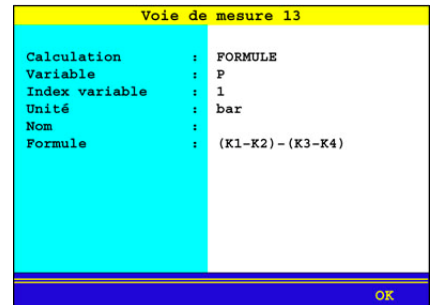 Voie de mesure 13
Calculation : FORMULE
Variable : P
Index variable : 1
Unité : bar
Nom :
Formule : (K1-K2)-(K3-K4)
OK